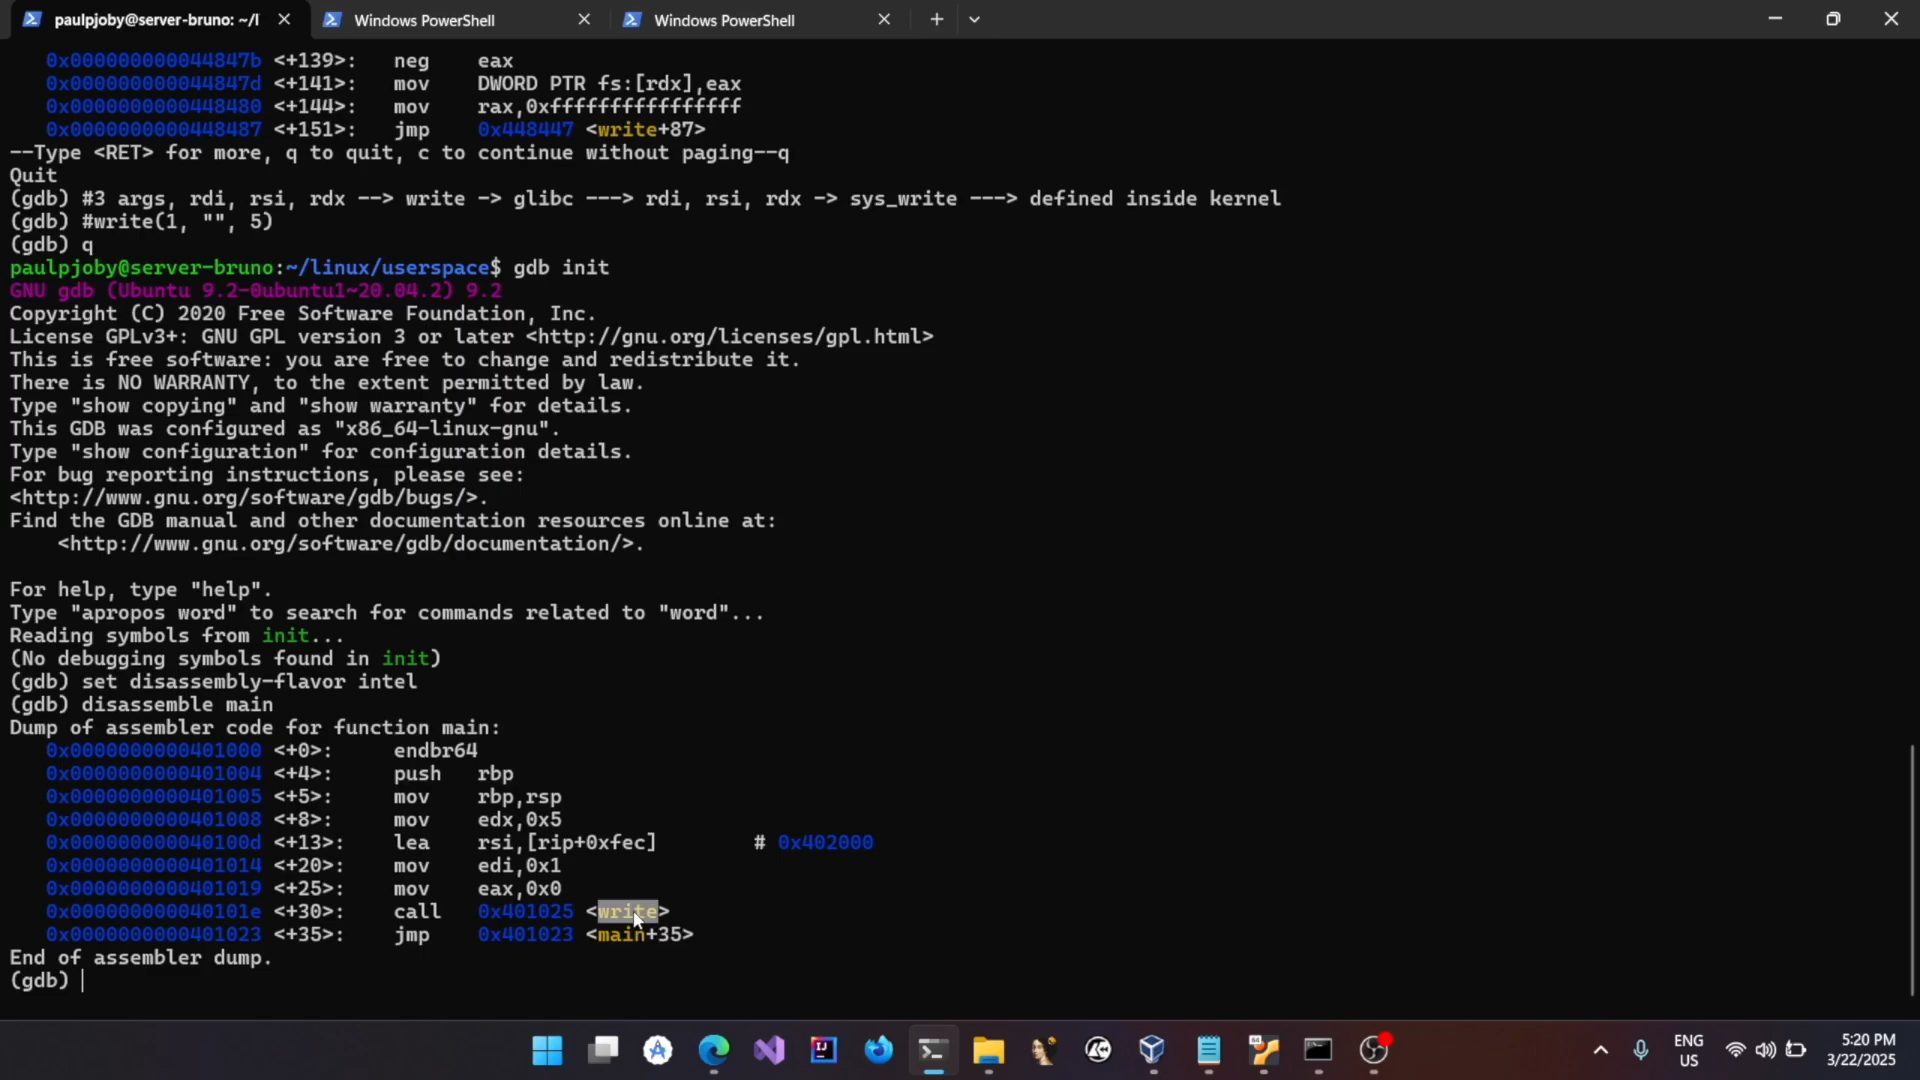 paulpjoby@server-bruno: ~/l
Windows PowerShell
Windows PowerShell
0x000000000044847b <+139>: neg eax
0x000000000044847d <+141>: mov DWORD PTR fs:[rdx],eax
0x0000000000448480 <+144>: mov rax,0xffffffffffffffff
0x0000000000448487 <+151>: jmp 0x448447 <write+87>
--Type <RET> for more, q to quit, c to continue without paging--q
Quit
(gdb) #3 args, rdi, rsi, rdx --> write -> glibc ---> rdi, rsi, rdx -> sys_write ---> defined inside kernel
(gdb) #write(1, "", 5)
(gdb) q
paulpjoby@server-bruno:~/linux/userspace$ gdb init
GNU gdb (Ubuntu 9.2-0ubuntu1~20.04.2) 9.2
Copyright (C) 2020 Free Software Foundation, Inc.
License GPLv3+: GNU GPL version 3 or later <http://gnu.org/licenses/gpl.html>
This is free software: you are free to change and redistribute it.
There is NO WARRANTY, to the extent permitted by law.
Type "show copying" and "show warranty" for details.
This GDB was configured as "x86_64-linux-gnu".
Type "show configuration" for configuration details.
For bug reporting instructions, please see:
<http://www.gnu.org/software/gdb/bugs/>.
Find the GDB manual and other documentation resources online at:
<http://www.gnu.org/software/gdb/documentation/>.
For help, type "help".
Type "apropos word" to search for commands related to "word"...
Reading symbols from init...
(No debugging symbols found in init)
(gdb) set disassembly-flavor intel
(gdb) disassemble main
Dump of assembler code for function main:
0x0000000000401000 <+0>: endbr64
0x0000000000401004 <+4>: push rbp
0x0000000000401005 <+5>: mov rbp,rsp
0x0000000000401008 <+8>: mov edx,0x5
0x000000000040100d <+13>: lea rsi,[rip+0xfec] # 0x402000
0x0000000000401014 <+20>: mov edi,0x1
0x0000000000401019 <+25>: mov eax,0x0
0x000000000040101e <+30>: call 0x401025 <write>
0x0000000000401023 <+35>: jmp 0x401023 <main+35>
End of assembler dump.
(gdb)
ENG
US
5:20 PM
3/22/2025